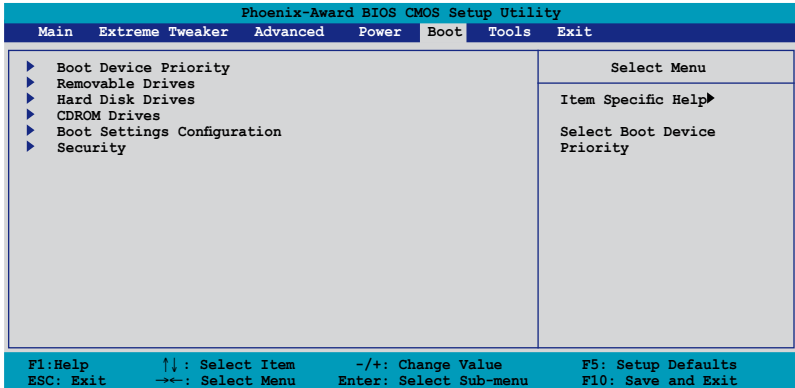 Phoenix-Award BIOS CMOS Setup Utility
Main Extreme Tweaker Advanced Power Boot Tools Exit
Boot Device Priority
Removable Drives
Hard Disk Drives
CDROM Drives
Boot Settings Configuration
Security
Select Menu
Item Specific Help
Select Boot Device
Priority
F1:Help ↑↓: Select Item -/+: Change Value F5: Setup Defaults
ESC: Exit →←: Select Menu Enter: Select Sub-menu F10: Save and Exit